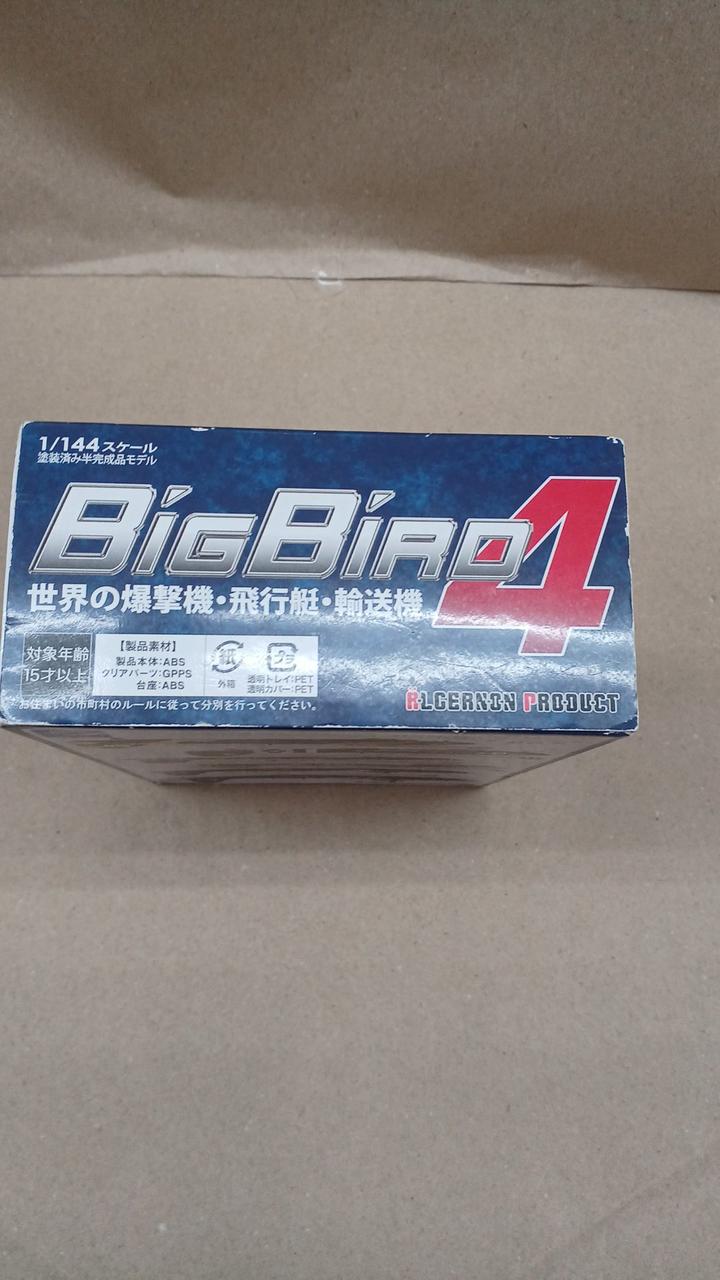 1/144スケール
塗装済み半完成品モデル
BIGBIRD4
世界の爆撃機・飛行艇・輸送機
対象年齢
15才以上
【製品素材】
製品本体:ABS
クリアパーツ:GPPS
台座:ABS
紙
外箱
プラ
透明トレイ:PET
透明カバー:PET
お住まいの市町村のルールに従って分別を行ってください。
ALGERNON PRODUCT